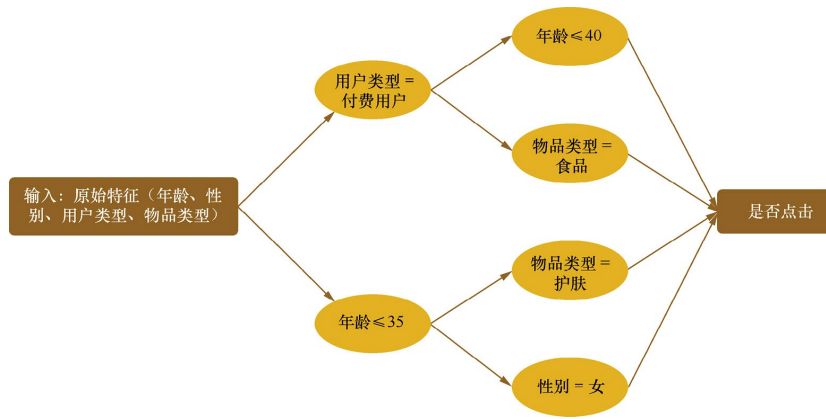 年龄≤40
用户类型 =
付费用户
物品类型 =
食品
输入：原始特征（年龄、性
别、用户类型、物品类型）
是否点击
物品类型 =
护肤
年龄≤35
性别 = 女